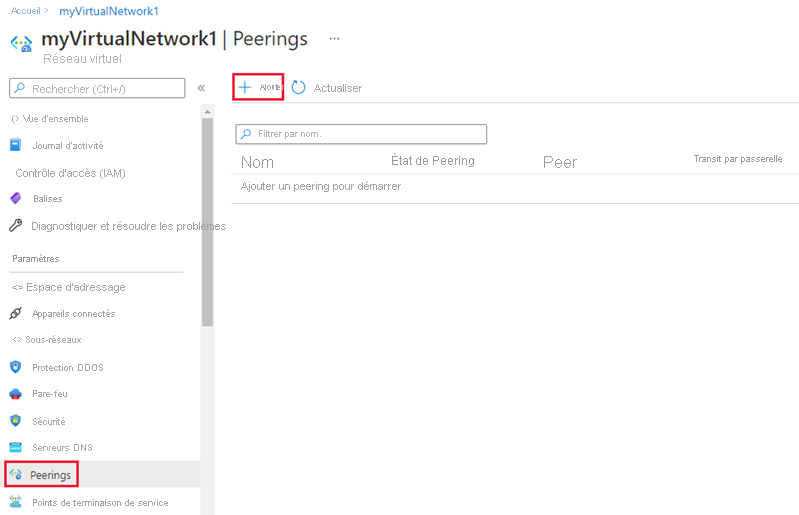 Accueil > myVirtualNetwork1
myVirtualNetwork1 | Peerings ...
Réseau virtuel
Rechercher (Ctrl+/) «
Ajouter Actualiser
Vue d'ensemble
Journal d'activité
Contrôle d'accès (IAM)
Balises
Diagnostiquer et résoudre les problèmes
Paramètres
<> Espace d'adressage
Appareils connectés
<> Sous-réseaux
Protection DDOS
Pare-feu
Sécurité
Serveurs DNS
Peerings
Points de terminaison de service
Filtrer par nom.
Nom État de Peering Peer Transit par passerelle
Ajouter un peering pour démarrer